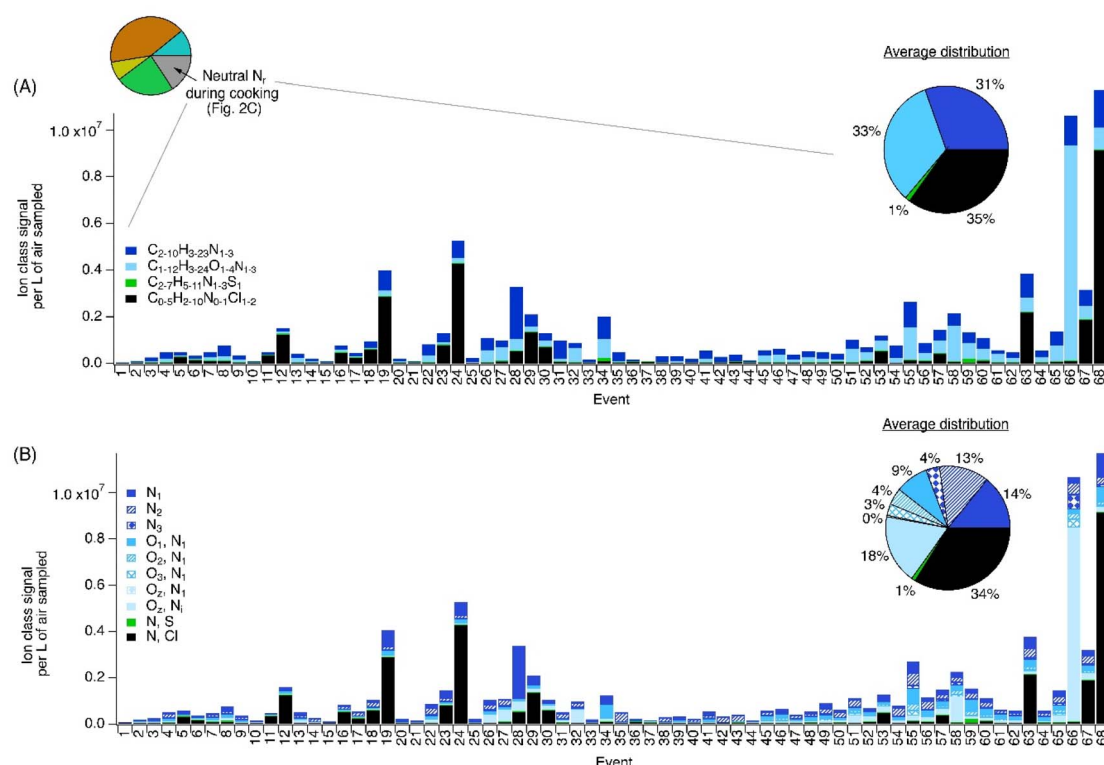 (A)
Neutral Nr
during cooking
(Fig. 2C)
Average distribution
31%
33%
1%
35%
Ion class signal
per L of air sampled
1.0 x10⁷
0.8
0.6
0.4
0.2
0.0
C₂₋₁₀H₃₋₂₃N₁₋₃
C₁₋₁₂H₃₋₂₄O₁₋₄N₁₋₃
C₂₋₇H₅₋₁₁N₁₋₃S₁
C₀₋₅H₂₋₁₀N₀₋₁Cl₁₋₂
1 2 3 4 5 6 7 8 9 10 11 12 13 14 15 16 17 18 19 20 21 22 23 24 25 26 27 28 29 30 31 32 33 34 35 36 37 38 39 40 41 42 43 44 45 46 47 48 49 50 51 52 53 54 55 56 57 58 59 60 61 62 63 64 65 66 67 68
Event
(B)
Average distribution
4%
13%
9%
4%
14%
3%
0%
18%
1%
34%
Ion class signal
per L of air sampled
1.0 x10⁷
0.8
0.6
0.4
0.2
0.0
N₁
N₂
N₃
O₁, N₁
O₂, N₁
O₃, N₁
O_z, N₁
O_z, N_i
N, S
N, Cl
1 2 3 4 5 6 7 8 9 10 11 12 13 14 15 16 17 18 19 20 21 22 23 24 25 26 27 28 29 30 31 32 33 34 35 36 37 38 39 40 41 42 43 44 45 46 47 48 49 50 51 52 53 54 55 56 57 58 59 60 61 62 63 64 65 66 67 68
Event